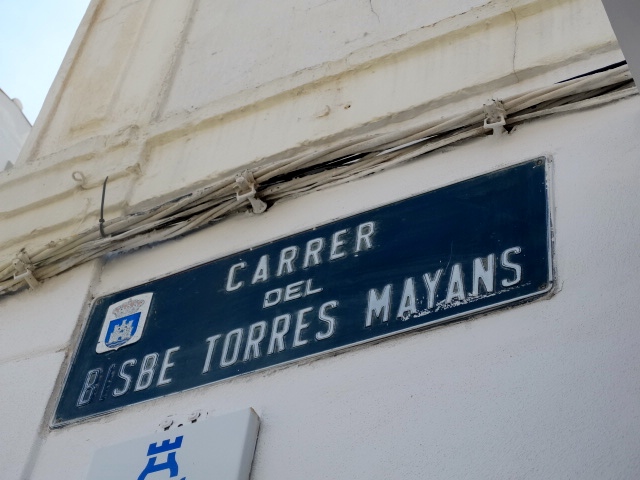 CARRER
DEL
BISBE TORRES MAYANS